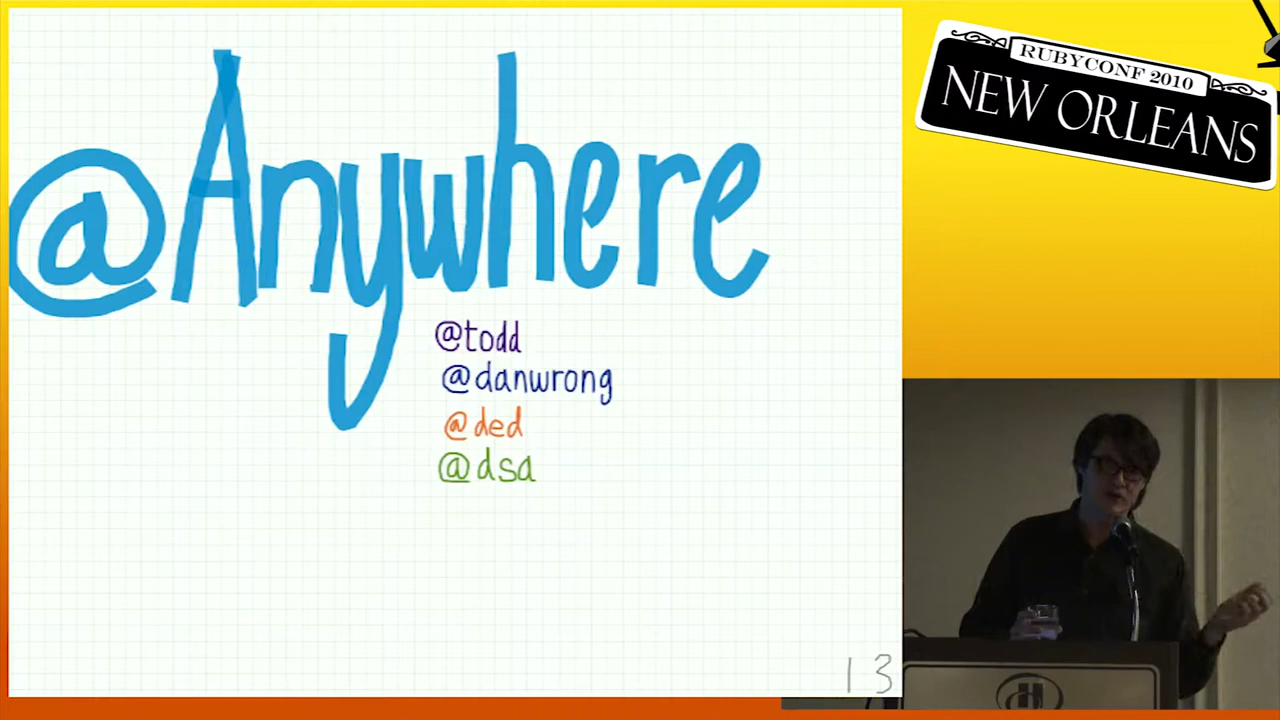 @Anywhere
@todd
@danwrong
@ded
@dsa
13
RUBYCONF 2010
NEW ORLEANS
H